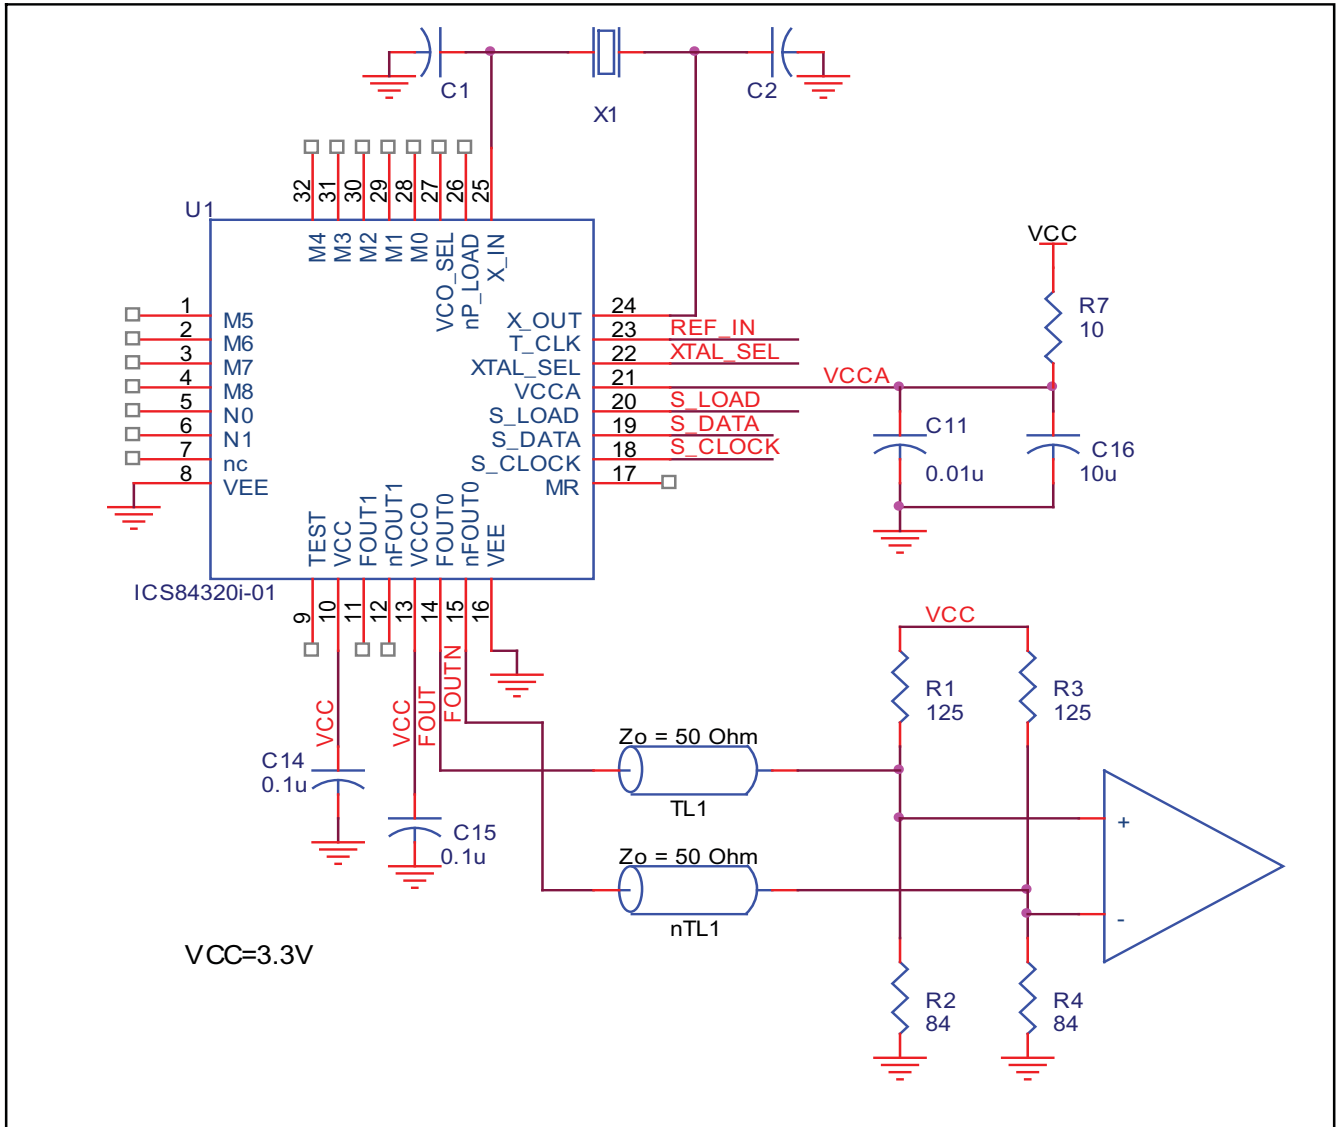 C1
X1
C2
32
31
30
29
28
27
26
25
U1
M4
M3
M2
M1
M0
VCO_SEL
nP_LOAD
X_IN
VCC
R7
10
1
M5
2
M6
3
M7
4
M8
5
N0
6
N1
7
nc
8
VEE
X_OUT
24
T_CLK
23
REF_IN
XTAL_SEL
22
XTAL_SEL
VCCA
21
VCCA
S_LOAD
20
S_LOAD
S_DATA
19
S_DATA
S_CLOCK
18
S_CLOCK
MR
17
C11
0.01u
C16
10u
TEST
VCC
FOUT1
nFOUT1
VCCO
FOUT0
nFOUT0
VEE
ICS84320i-01
9
10
11
12
13
14
15
16
VCC
VCC
FOUT
FOUTN
C14
0.1u
C15
0.1u
Zo = 50 Ohm
TL1
Zo = 50 Ohm
nTL1
VCC
R1
125
R3
125
+
-
R2
84
R4
84
VCC=3.3V